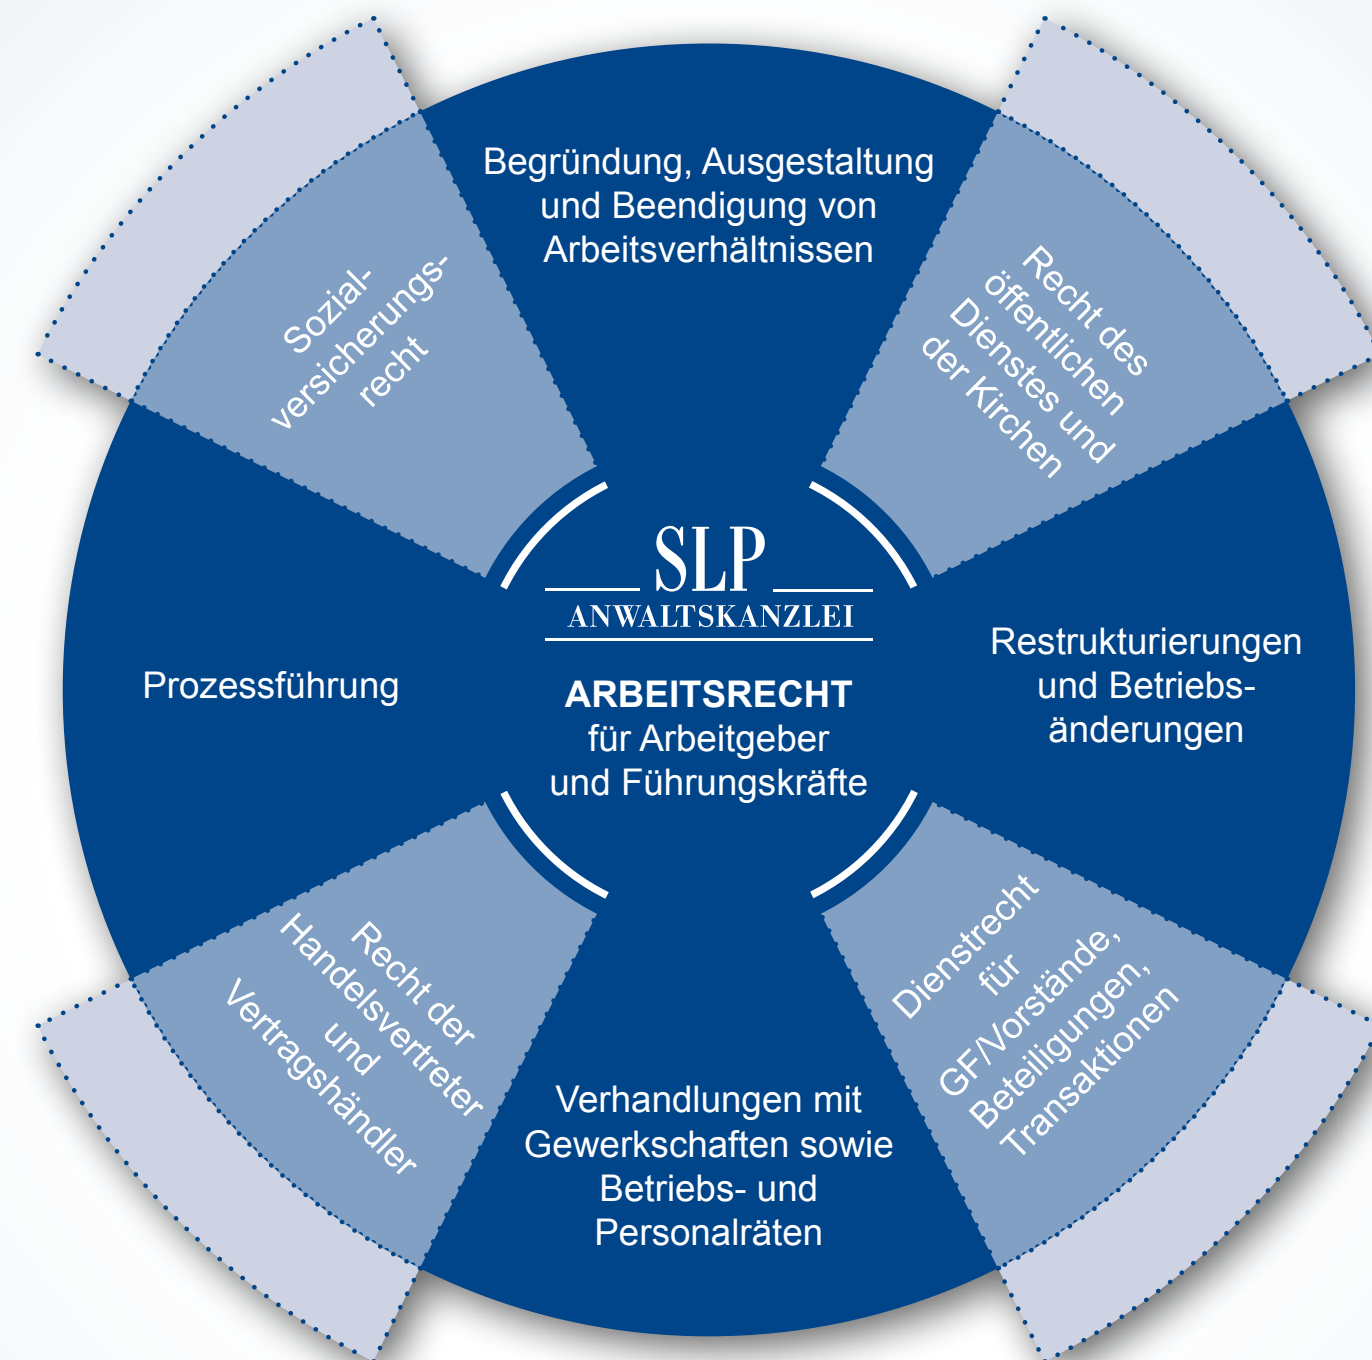 Begründung, Ausgestaltung
und Beendigung von
Arbeitsverhältnissen
Sozial-
versicherungs-
recht
Recht des
öffentlichen
Dienstes und
der Kirchen
SLP
ANWALTSKANZLEI
ARBEITSRECHT
für Arbeitgeber
und Führungskräfte
Prozessführung
Restrukturierungen
und Betriebs-
änderungen
Recht der
Handelsvertreter
und
Vertragshändler
Dienstrecht
für
GF/Vorstände,
Beteiligungen,
Transaktionen
Verhandlungen mit
Gewerkschaften sowie
Betriebs- und
Personalräten